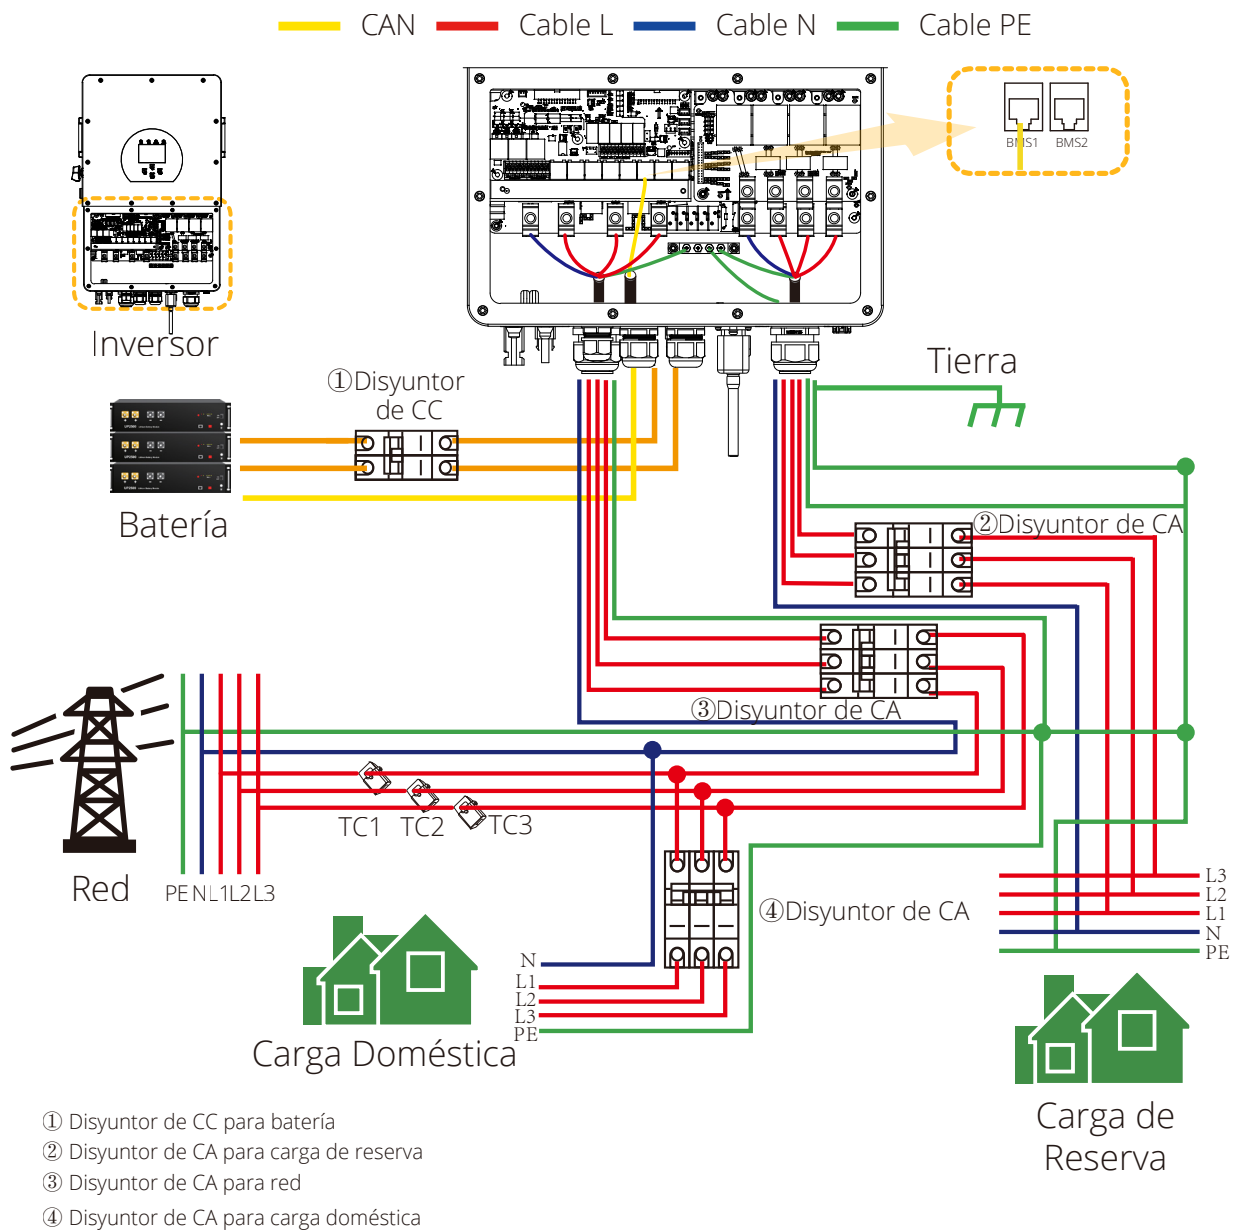 CAN
Cable L
Cable N
Cable PE
BMS1
BMS2
Inversor
①Disyuntor
de CC
Tierra
Batería
②Disyuntor de CA
③Disyuntor de CA
TC1
TC2
TC3
Red
PE
N
L1
L2
L3
④Disyuntor de CA
L3
L2
L1
N
PE
N
L1
L2
L3
PE
Carga Doméstica
Carga de
Reserva
① Disyuntor de CC para batería
② Disyuntor de CA para carga de reserva
③ Disyuntor de CA para red
④ Disyuntor de CA para carga doméstica